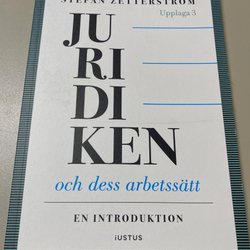 STEFAN ZETTERSTRÖM
Upplaga 3
JU
RI
DI
KEN
och dess arbetssätt
EN INTRODUKTION
iUSTUS